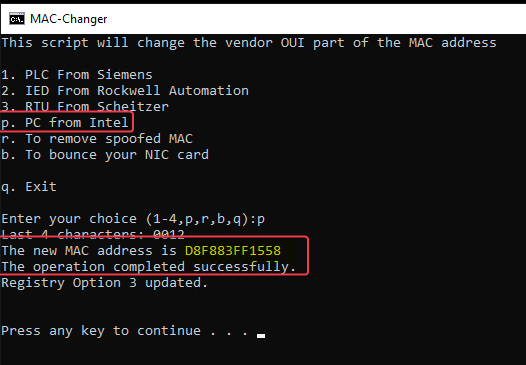 MAC-Changer
This script will change the vendor OUI part of the MAC address
1. PLC From Siemens
2. IED From Rockwell Automation
3. RTU From Scheitzer
p. PC from Intel
r. To remove spoofed MAC
b. To bounce your NIC card
q. Exit
Enter your choice (1-4,p,r,b,q):p
Last 4 characters: 0012
The new MAC address is D8F883FF1558
The operation completed successfully.
Registry Option 3 updated.
Press any key to continue . . .